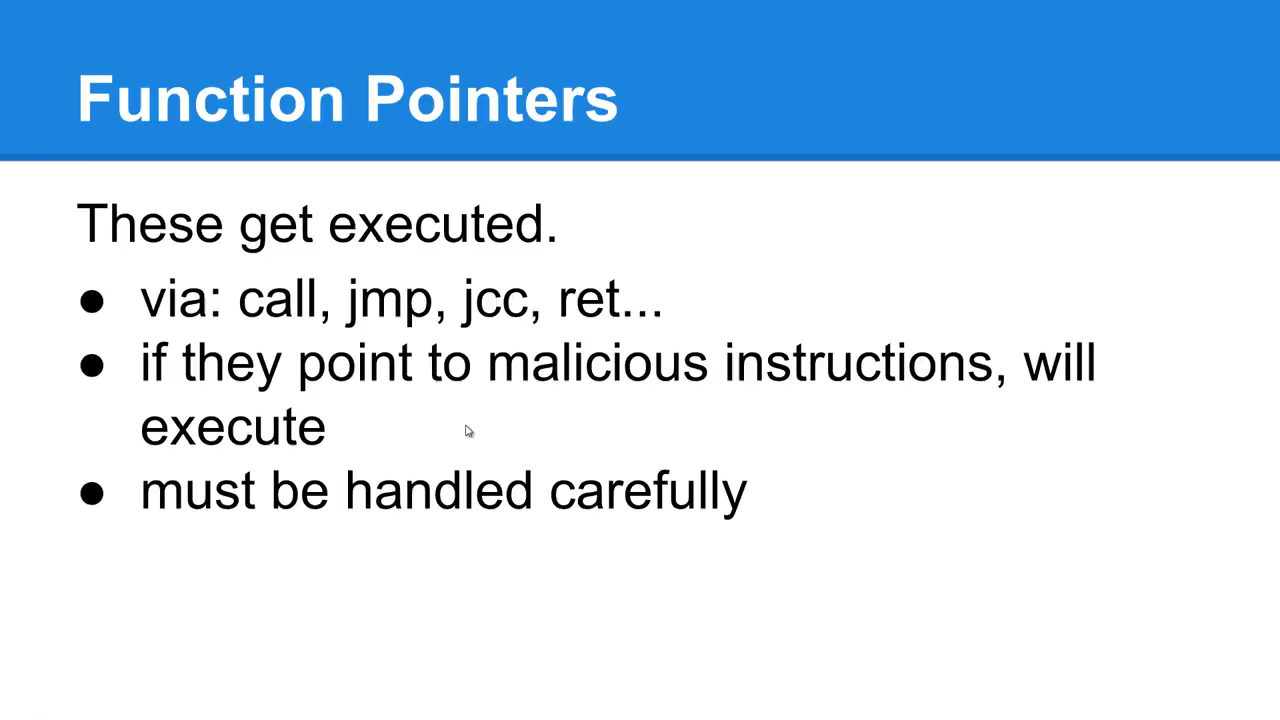 Function Pointers
These get executed.
● via: call, jmp, jcc, ret...
● if they point to malicious instructions, will
execute
● must be handled carefully